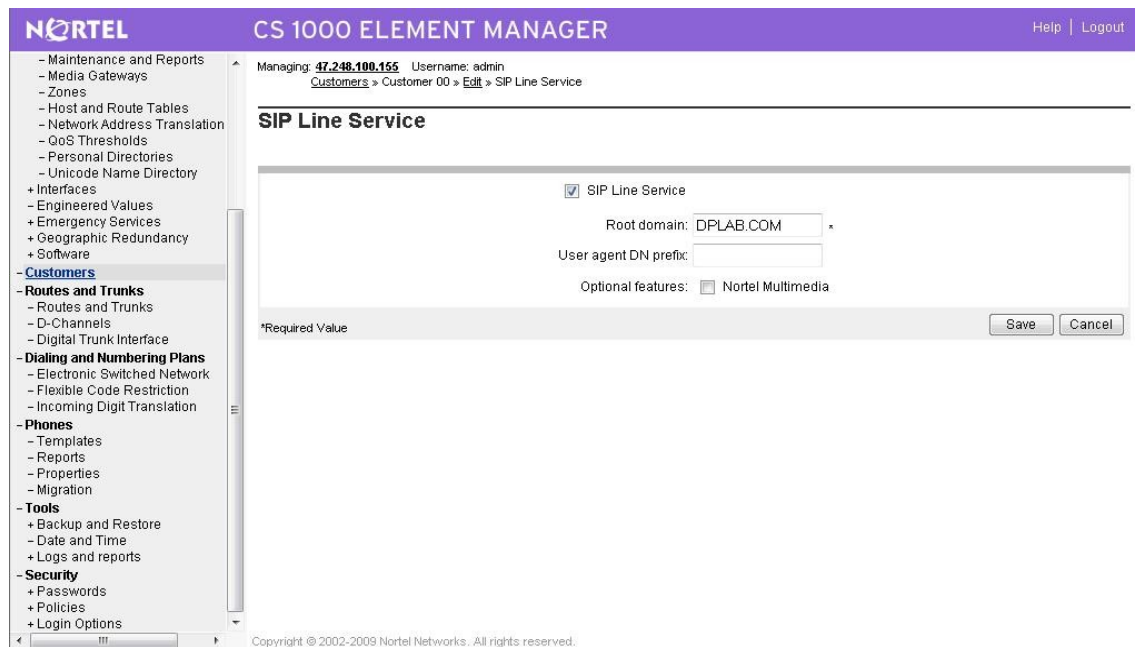 NORTEL
CS 1000 ELEMENT MANAGER
Help | Logout
– Maintenance and Reports
– Media Gateways
– Zones
– Host and Route Tables
– Network Address Translation
– QoS Thresholds
– Personal Directories
– Unicode Name Directory
+ Interfaces
– Engineered Values
+ Emergency Services
+ Geographic Redundancy
+ Software
– Customers
– Routes and Trunks
– Routes and Trunks
– D-Channels
– Digital Trunk Interface
– Dialing and Numbering Plans
– Electronic Switched Network
– Flexible Code Restriction
– Incoming Digit Translation
– Phones
– Templates
– Reports
– Properties
– Migration
– Tools
+ Backup and Restore
– Date and Time
+ Logs and reports
– Security
+ Passwords
+ Policies
+ Login Options
Managing: 47.248.100.155 Username: admin
Customers » Customer 00 » Edit » SIP Line Service
SIP Line Service
SIP Line Service
Root domain: DPLAB.COM *
User agent DN prefix:
Optional features: Nortel Multimedia
*Required Value
Save Cancel
Copyright © 2002-2009 Nortel Networks. All rights reserved.